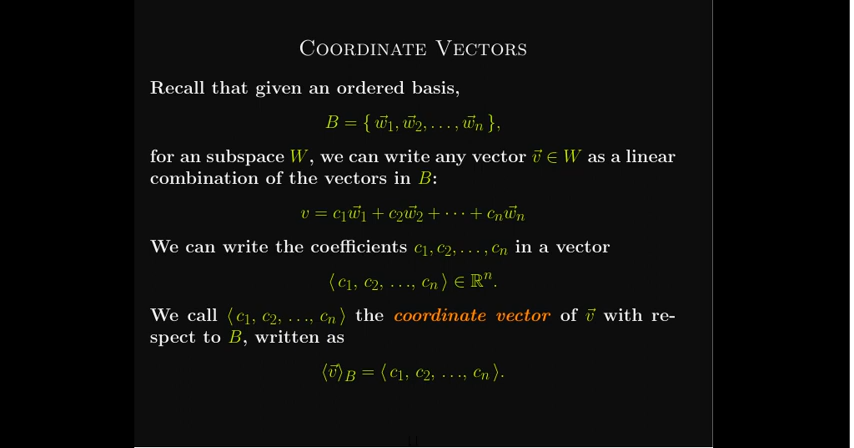 Coordinate Vectors
Recall that given an ordered basis,
B = { w⃗₁, w⃗₂, . . . , w⃗ₙ },
for an subspace W, we can write any vector v⃗ ∈ W as a linear
combination of the vectors in B:
v = c₁w⃗₁ + c₂w⃗₂ + · · · + cₙw⃗ₙ
We can write the coefficients c₁, c₂, . . . , cₙ in a vector
⟨ c₁, c₂, . . ., cₙ ⟩ ∈ ℝⁿ.
We call ⟨ c₁, c₂, . . ., cₙ ⟩ the coordinate vector of v⃗ with re-
spect to B, written as
⟨v⃗⟩_B = ⟨ c₁, c₂, . . ., cₙ ⟩.